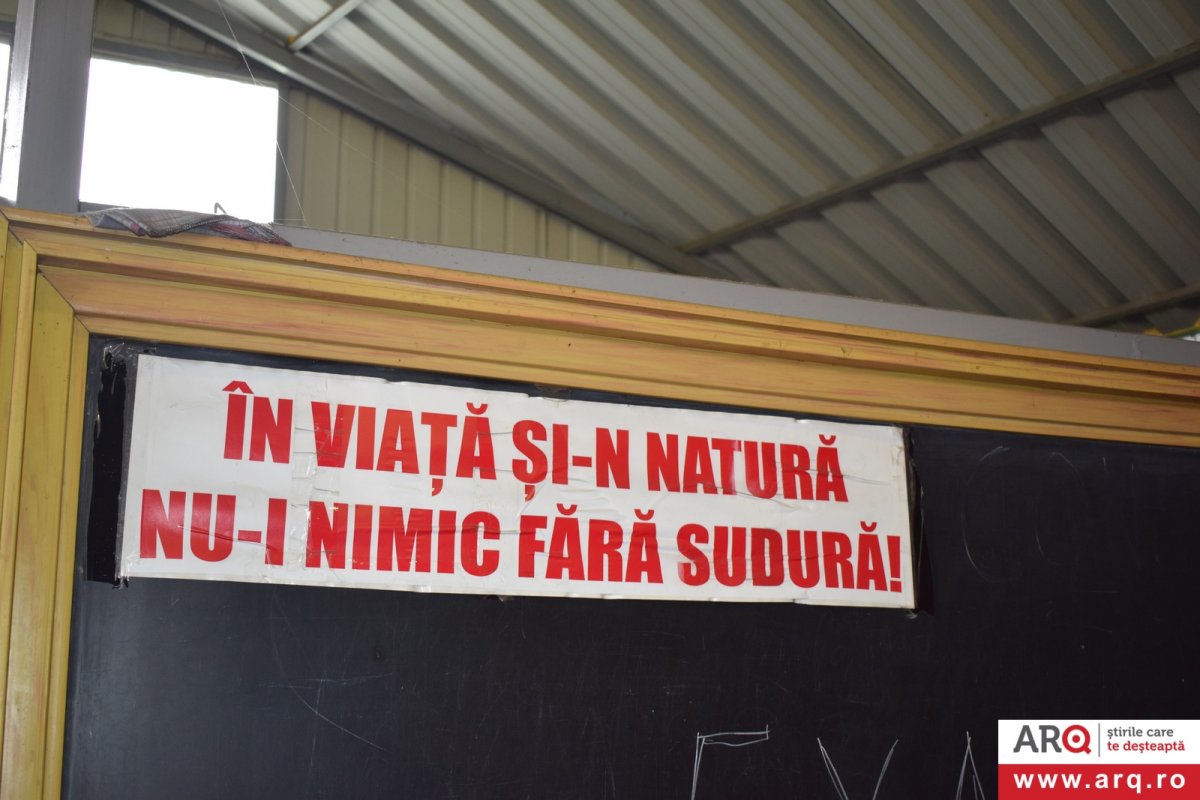 ÎN VIAȚĂ ȘI-N NATURĂ
NU-I NIMIC FĂRĂ SUDURĂ!
ARQ
știrile care
te deșteaptă
www.arq.ro